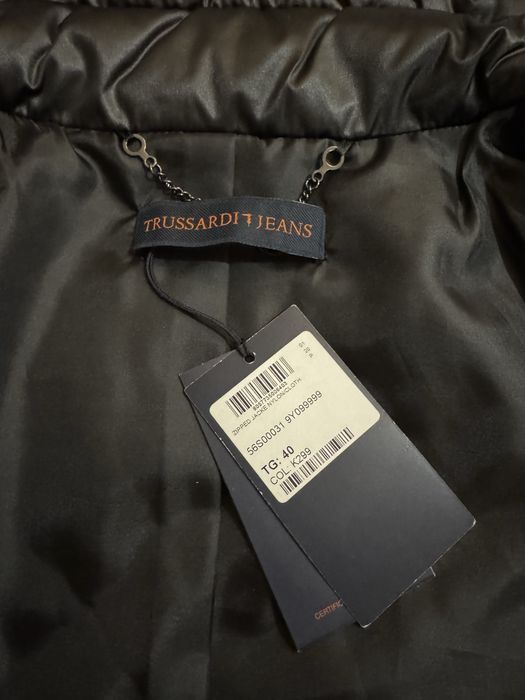 TRUSSARDI JEANS
ZIPPED JACKE.NYLON/CLOTH
56S00031 9Y099999
TG: 40
COL: K299
CERTIFIC